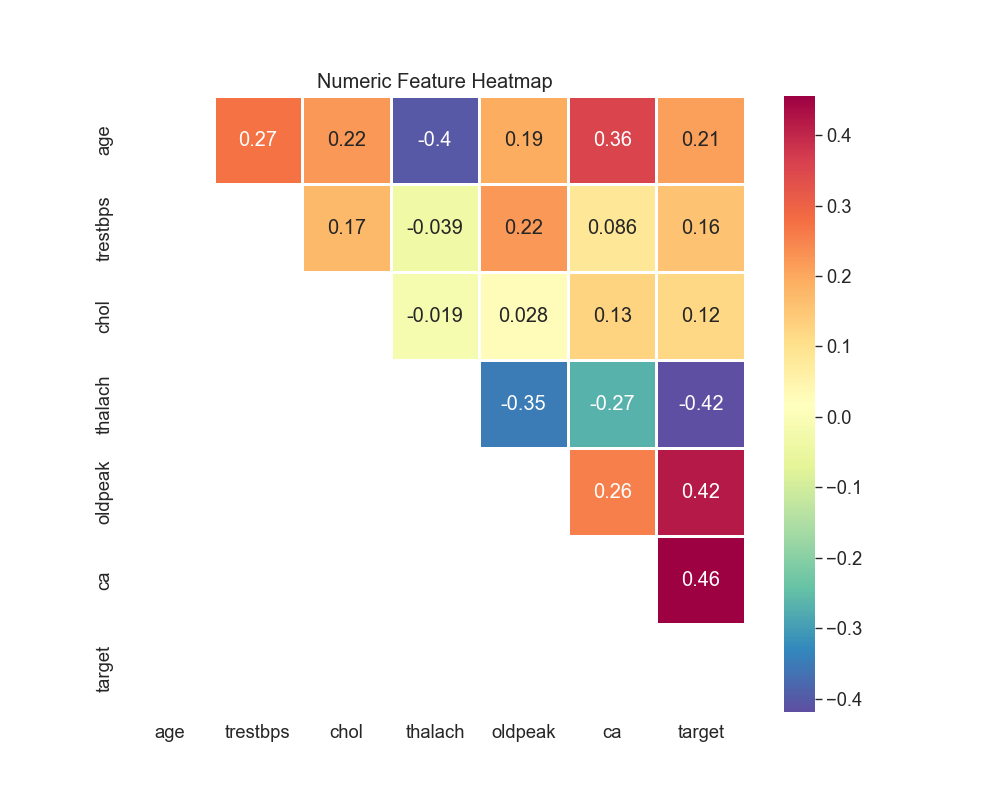 Numeric Feature Heatmap
age 0.27 0.22 -0.4 0.19 0.36 0.21
trestbps 0.17 -0.039 0.22 0.086 0.16
chol -0.019 0.028 0.13 0.12
thalach -0.35 -0.27 -0.42
oldpeak 0.26 0.42
ca 0.46
target
age trestbps chol thalach oldpeak ca target
0.4
0.3
0.2
0.1
0.0
−0.1
−0.2
−0.3
−0.4